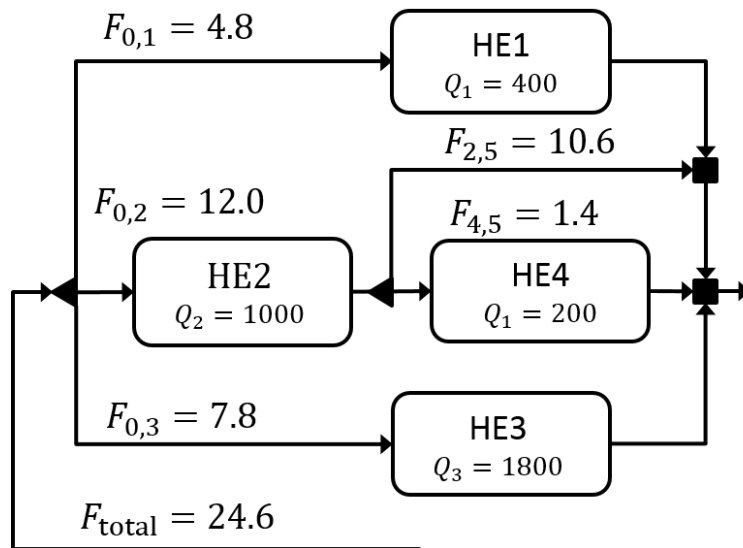 F_{0,1} = 4.8
HE1
Q_1 = 400
F_{2,5} = 10.6
F_{0,2} = 12.0
F_{4,5} = 1.4
HE2
Q_2 = 1000
HE4
Q_1 = 200
F_{0,3} = 7.8
HE3
Q_3 = 1800
F_{total} = 24.6